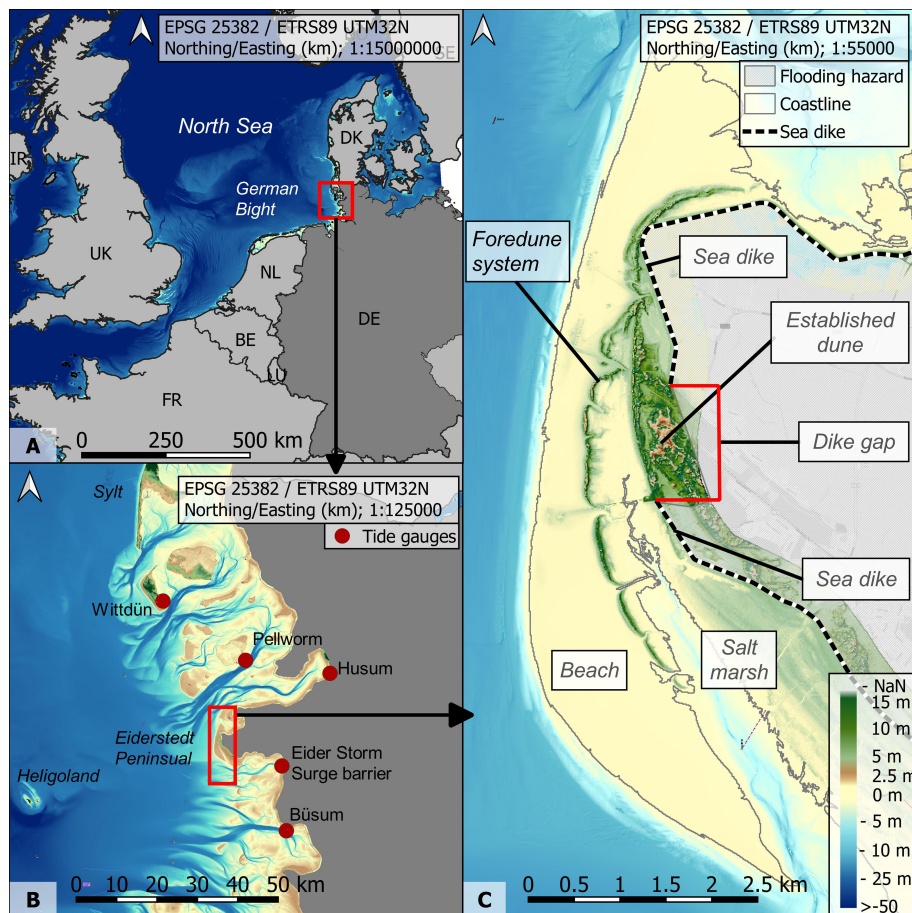 EPSG 25382 / ETRS89 UTM32N
Northing/Easting (km); 1:15000000
SE
North Sea
DK
IR
German
Bight
UK
NL
BE
DE
LU
FR
A
0 250 500 km
EPSG 25382 / ETRS89 UTM32N
Northing/Easting (km); 1:125000
Tide gauges
Sylt
Wittdün
Pellworm
Husum
Eiderstedt
Peninsual
Eider Storm
Surge barrier
Heligoland
Büsum
B
0 10 20 30 40 50 km
EPSG 25382 / ETRS89 UTM32N
Northing/Easting (km); 1:55000
Flooding hazard
Coastline
Sea dike
Foredune
system
Sea dike
Established
dune
Dike gap
Sea dike
Beach
Salt
marsh
- NaN
15 m
10 m
5 m
2.5 m
0 m
- 5 m
- 10 m
- 25 m
>-50
C
0 0.5 1 1.5 2 2.5 km